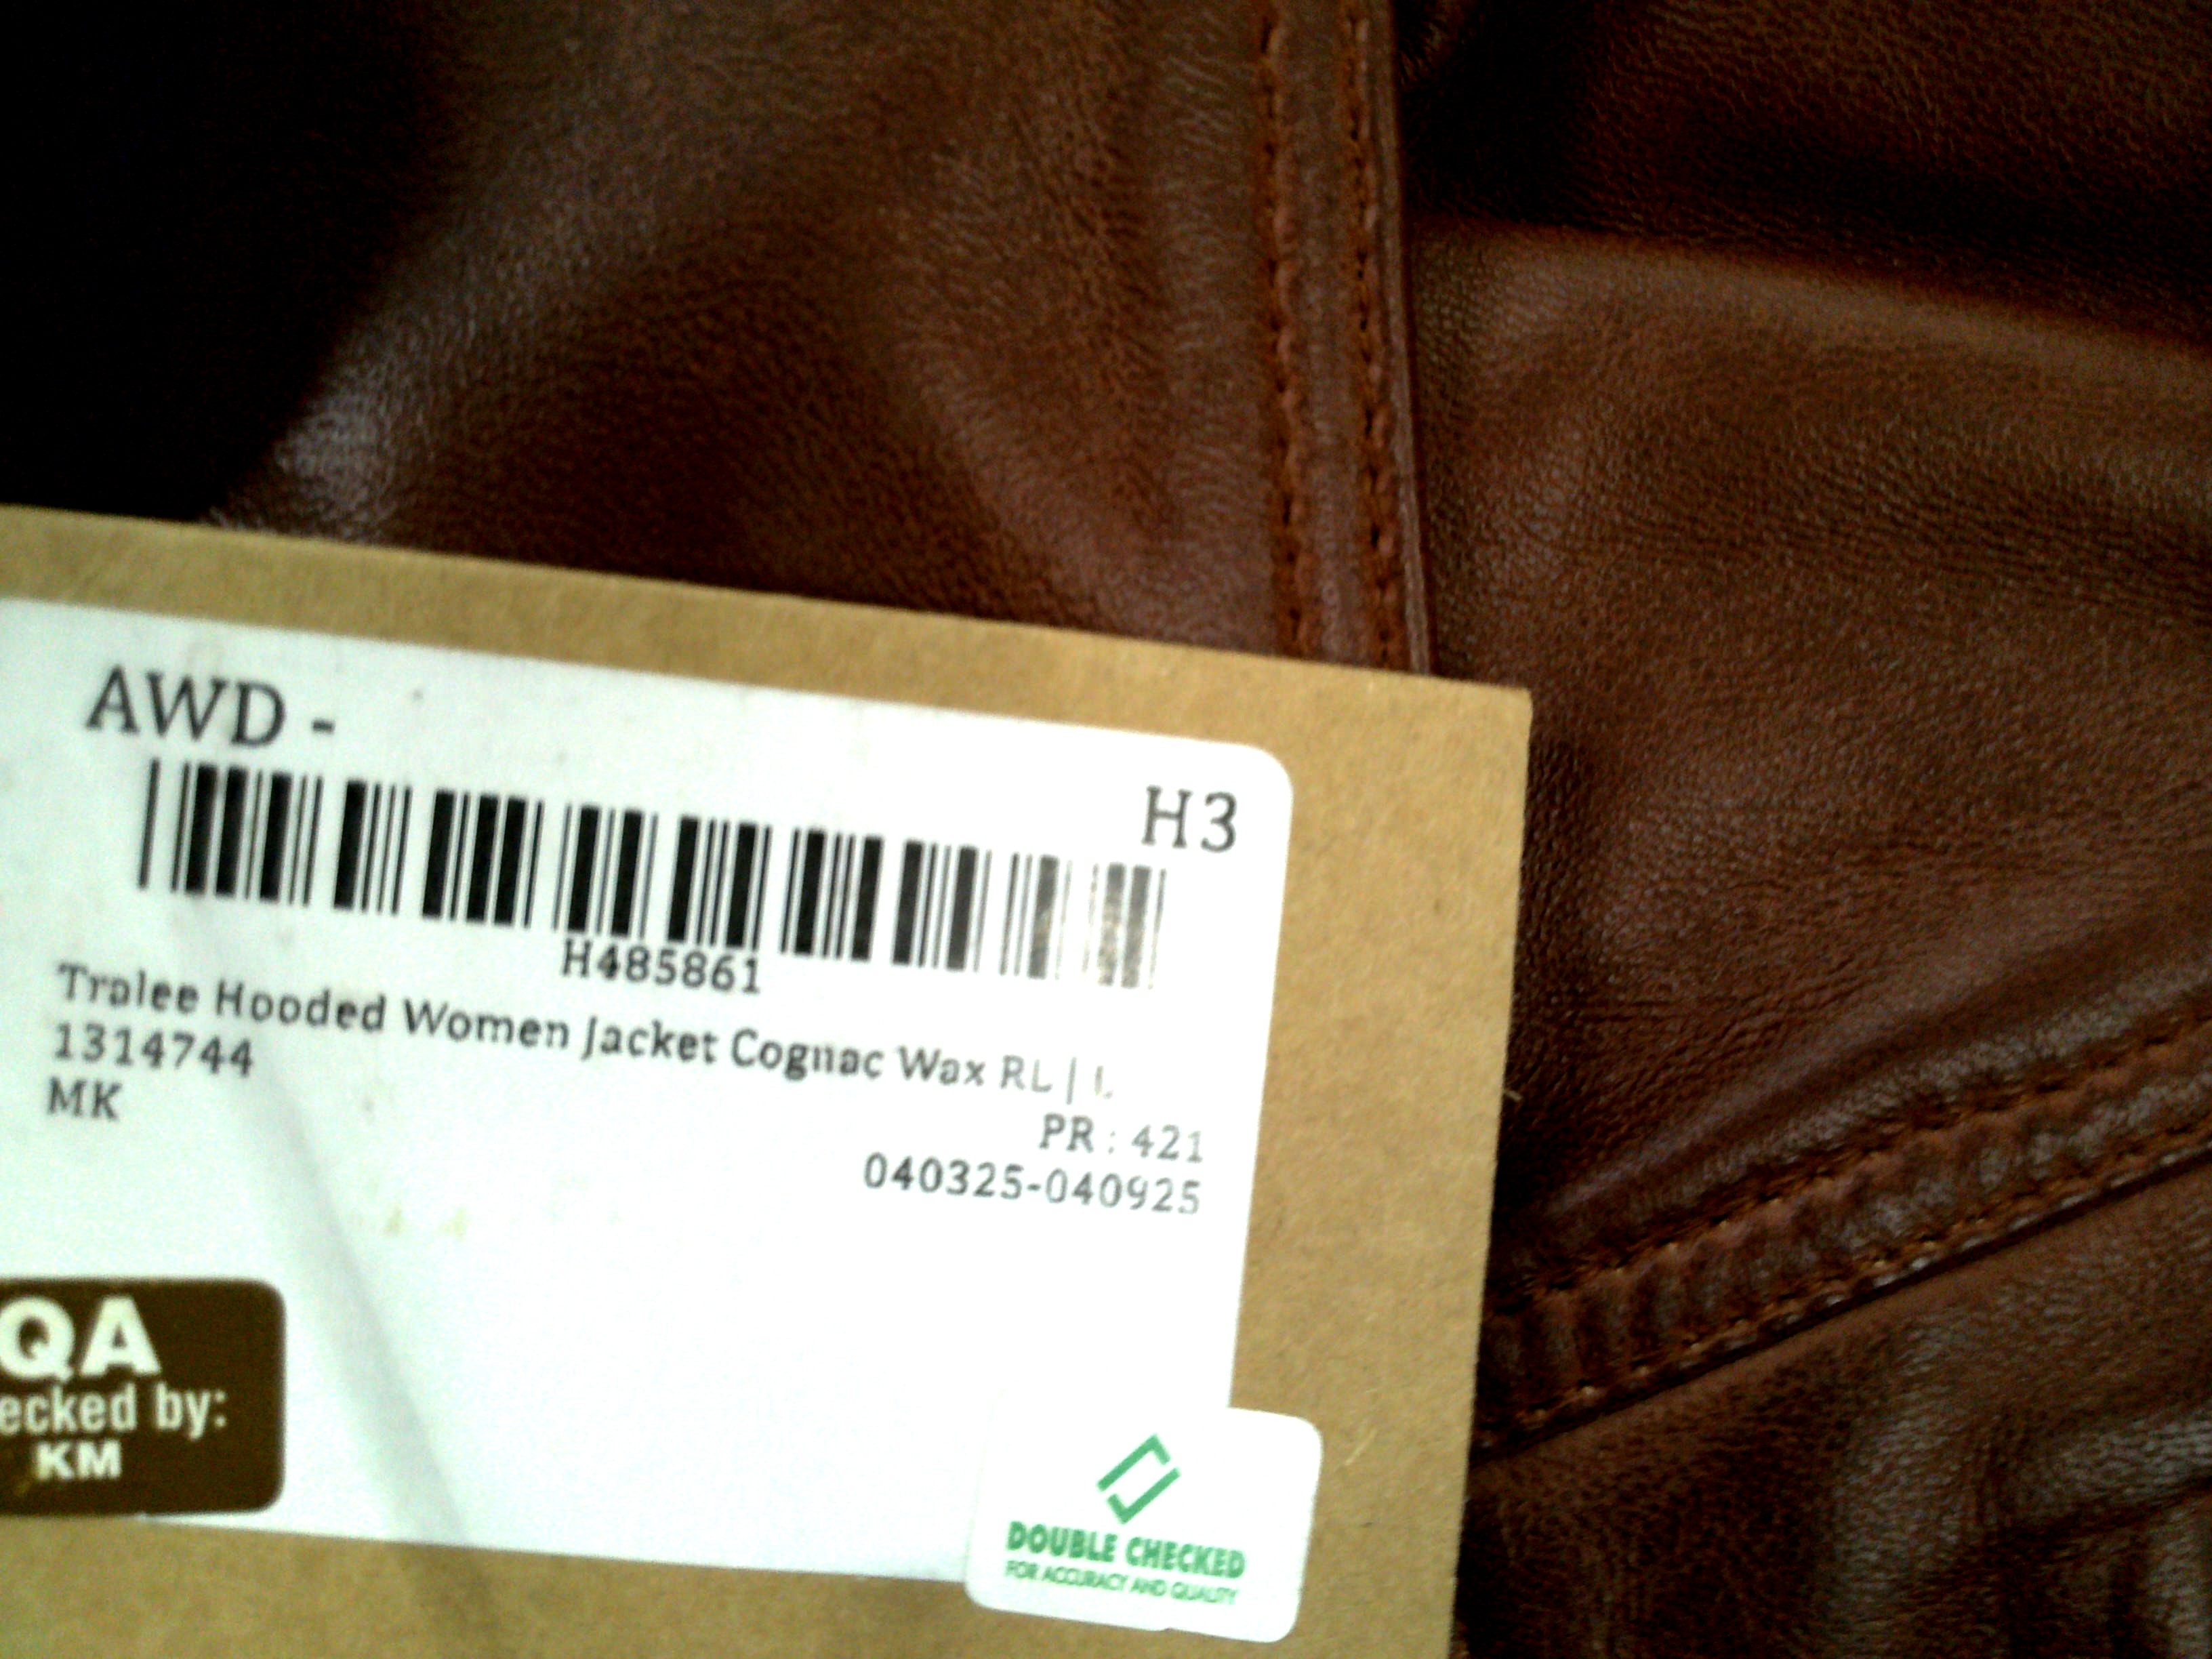 AWD -
H3
H485861
Tralee Hooded Women Jacket Cognac Wax RL | L
1314744
MK
PR : 421
040325-040925
QA
ecked by:
KM
DOUBLE CHECKED
FOR ACCURACY AND QUALITY